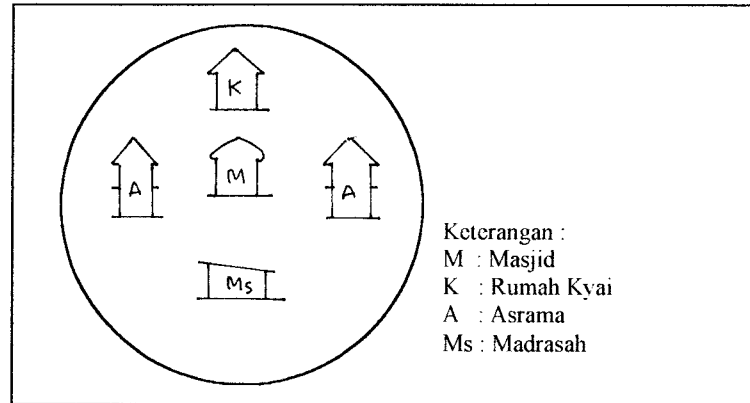 K
A
M
A
Ms
Keterangan :
M : Masjid
K : Rumah Kyai
A : Asrama
Ms : Madrasah